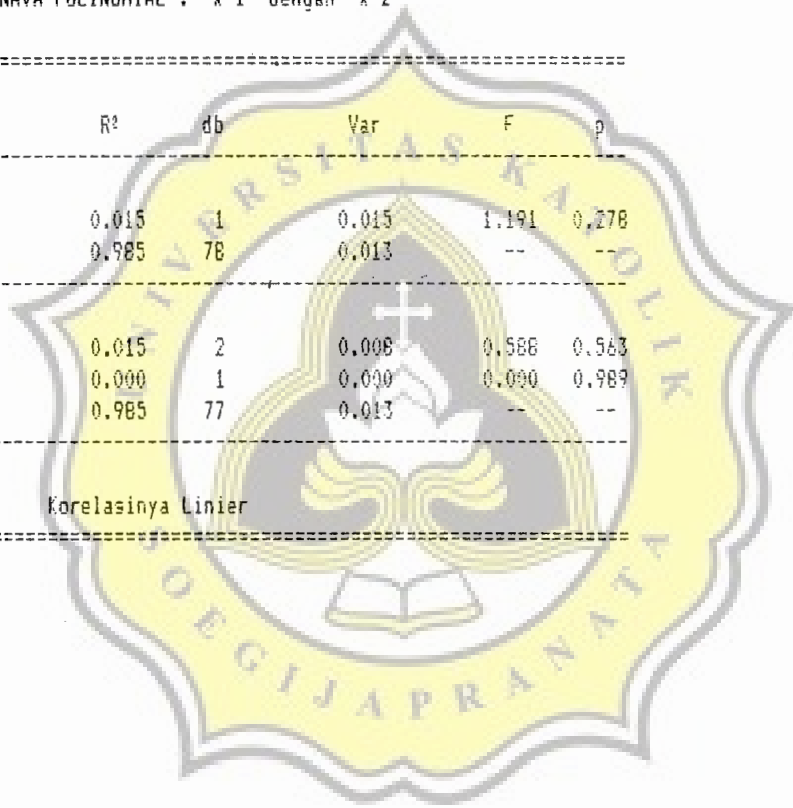 POLINOMIAL : X 1 dengan X 2
R² db Var F p
0.015 1 0.015 1.191 0.278
0.985 78 0.013 -- --
0.015 2 0.008 0.588 0.563
0.000 1 0.000 0.000 0.989
0.985 77 0.013 -- --
Korelasinya Linier
UNIVERSITAS KATOLIK
SOEGIJAPRANATA